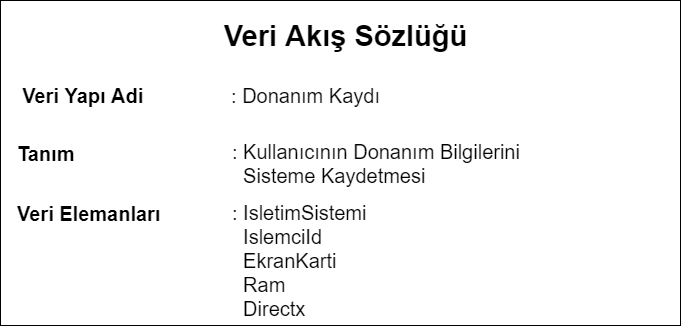 Veri Akış Sözlüğü
Veri Yapı Adi : Donanım Kaydı
Tanım : Kullanıcının Donanım Bilgilerini
Sisteme Kaydetmesi
Veri Elemanları : IsletimSistemi
IslemciId
EkranKarti
Ram
Directx